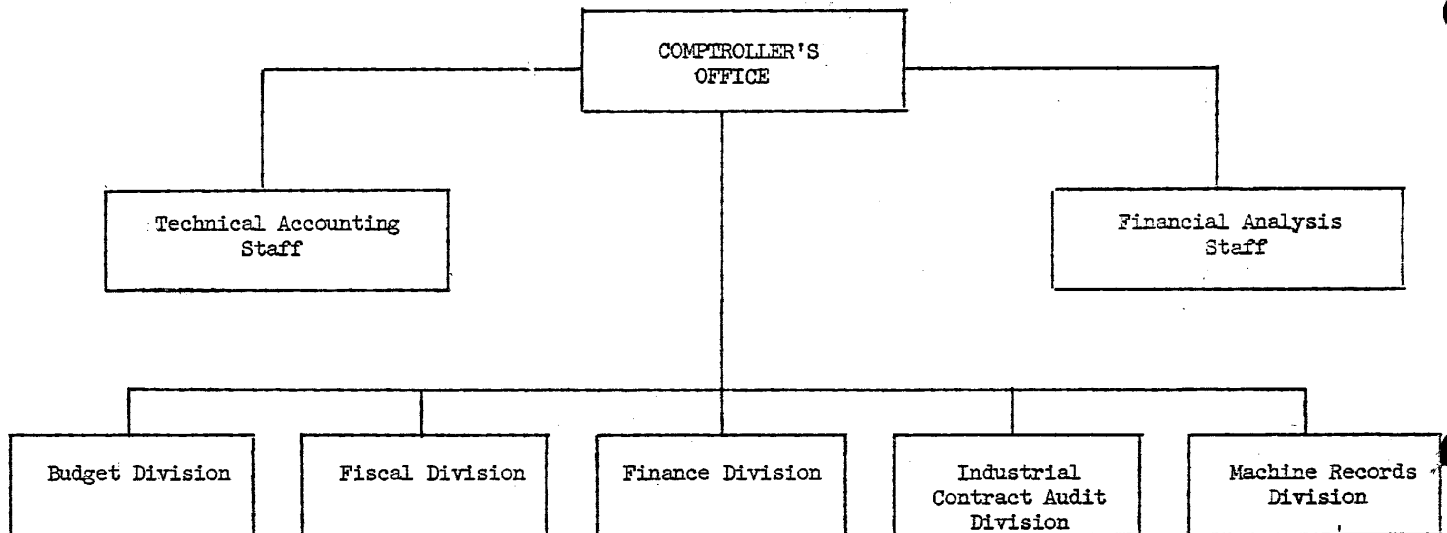 COMPTROLLER'S
OFFICE
Technical Accounting
Staff
Financial Analysis
Staff
Budget Division
Fiscal Division
Finance Division
Industrial
Contract Audit
Division
Machine Records
Division